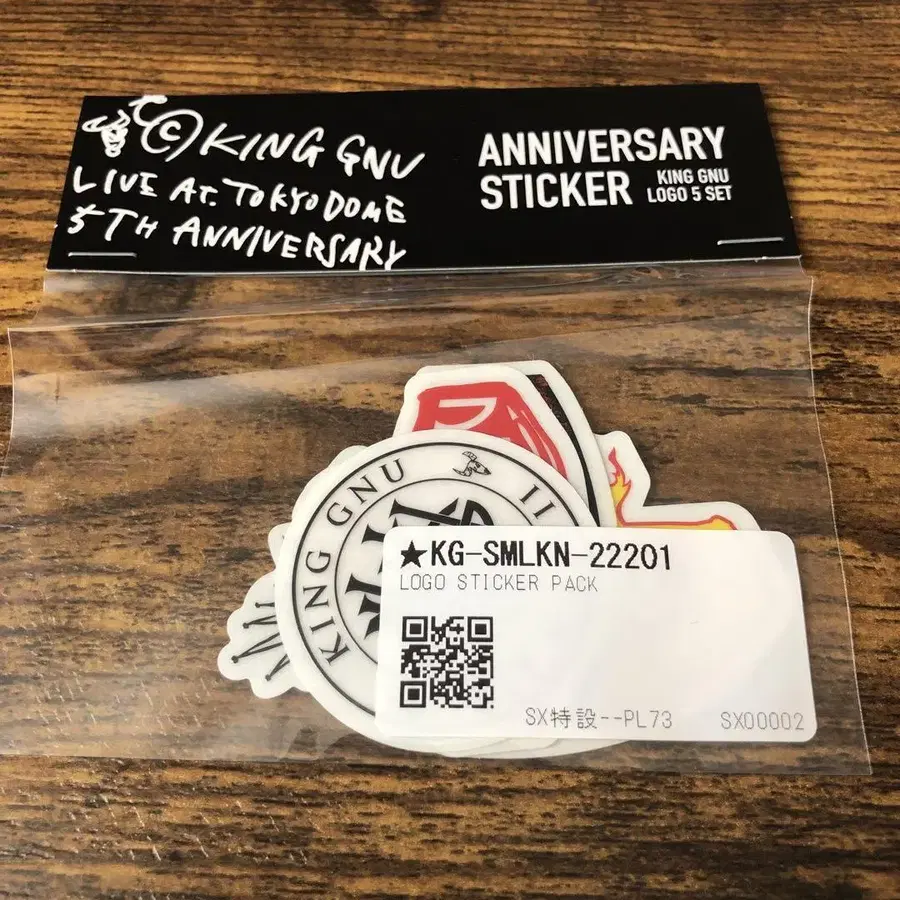 ©KING GNU
LIVE AT. TOKYO DOME
5TH ANNIVERSARY
ANNIVERSARY
STICKER
KING GNU
LOGO 5 SET
KING GNU
★KG-SMLKN-22201
LOGO STICKER PACK
SX特設--PL73
SX00002